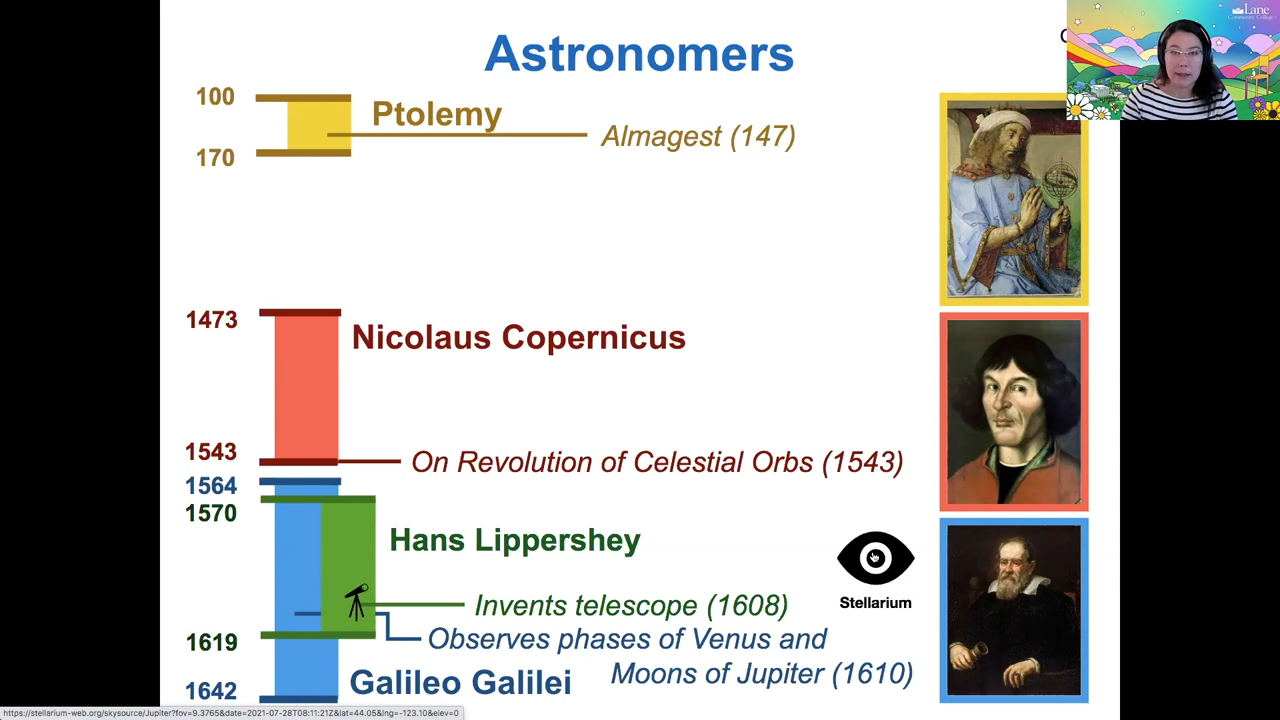 Astronomers
Lane
Community College
100
Ptolemy
Almagest (147)
170
1473
Nicolaus Copernicus
1543
On Revolution of Celestial Orbs (1543)
1564
1570
Hans Lippershey
Stellarium
Invents telescope (1608)
1619
Observes phases of Venus and
Moons of Jupiter (1610)
1642
Galileo Galilei
https://stellarium-web.org/skysource/Jupiter?fov=9.3765&date=2021-07-28T08:11:21Z&lat=44.05&lng=-123.10&elev=0